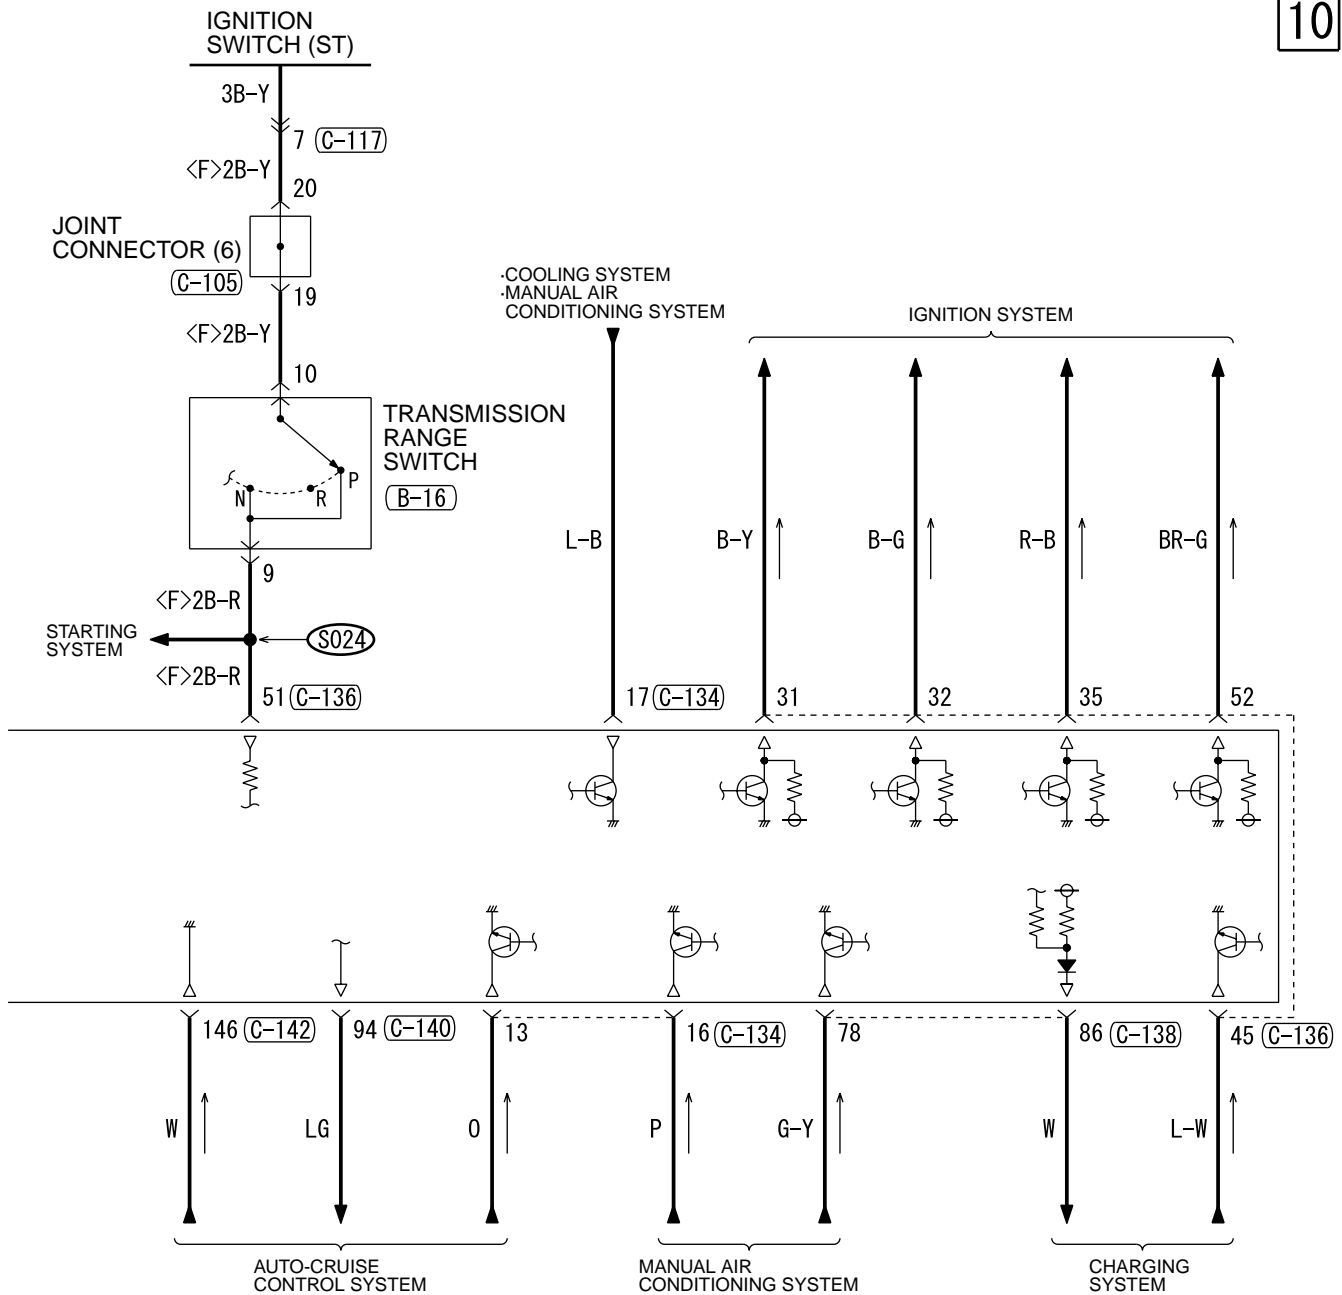 10
IGNITION
SWITCH (ST)
3B-Y
7 C-117
<F>2B-Y
20
JOINT
CONNECTOR (6)
C-105
19
<F>2B-Y
10
TRANSMISSION
RANGE
SWITCH
B-16
P
N
R
9
<F>2B-R
STARTING
SYSTEM
S024
<F>2B-R
51 C-136
·COOLING SYSTEM
·MANUAL AIR
CONDITIONING SYSTEM
L-B
17 C-134
IGNITION SYSTEM
B-Y
B-G
R-B
BR-G
31
32
35
52
146 C-142
94 C-140
13
16 C-134
78
86 C-138
45 C-136
W
LG
O
P
G-Y
W
L-W
AUTO-CRUISE
CONTROL SYSTEM
MANUAL AIR
CONDITIONING SYSTEM
CHARGING
SYSTEM